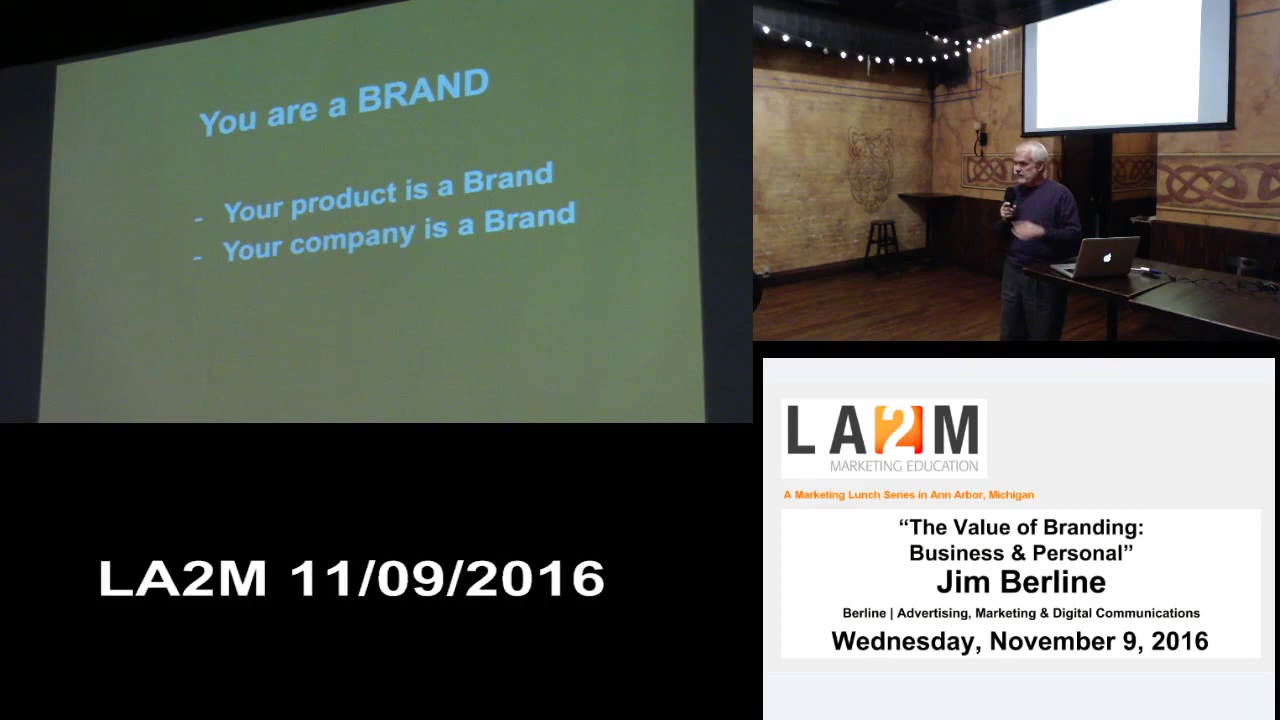 You are a BRAND
- Your product is a Brand
- Your company is a Brand
LA2M 11/09/2016
LA2M
MARKETING EDUCATION
A Marketing Lunch Series in Ann Arbor, Michigan
“The Value of Branding:
Business & Personal”
Jim Berline
Berline | Advertising, Marketing & Digital Communications
Wednesday, November 9, 2016